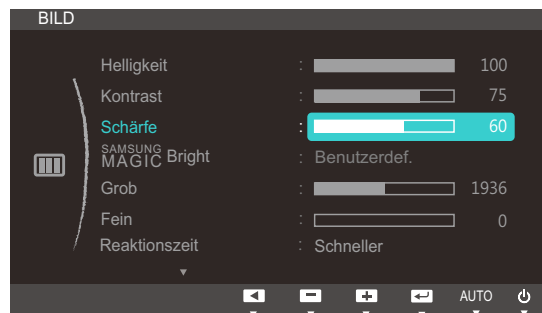 BILD
Helligkeit : 100
Kontrast : 75
Schärfe : 60
SAMSUNG MAGIC Bright : Benutzerdef.
Grob : 1936
Fein : 0
Reaktionszeit : Schneller
AUTO